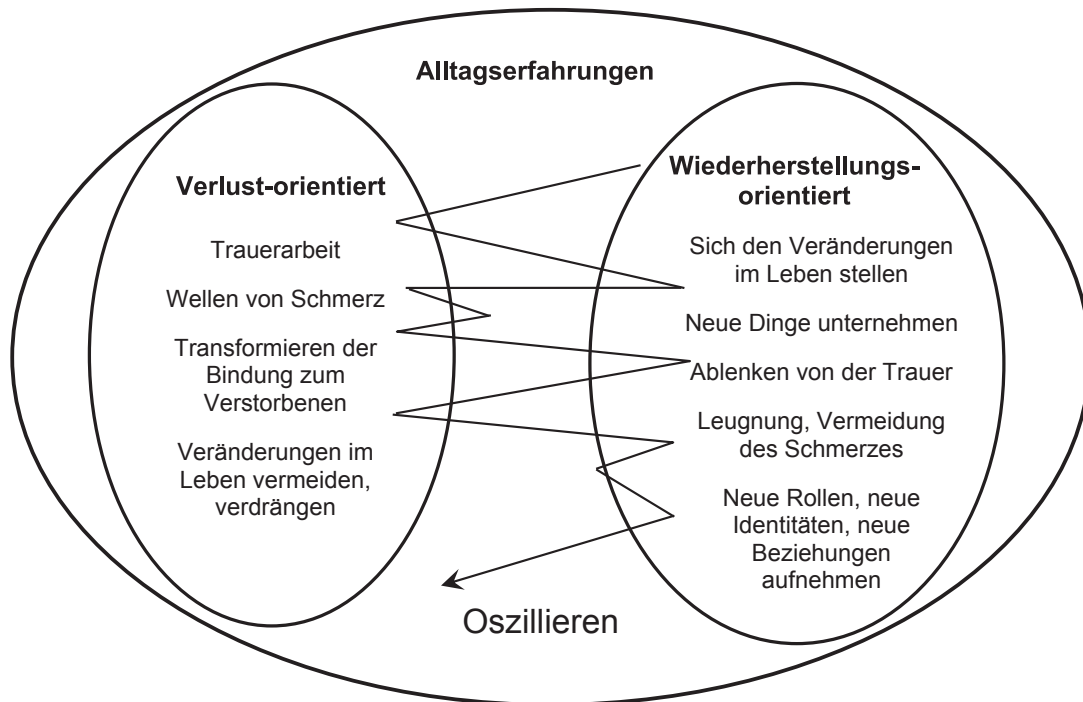 Alltagserfahrungen
Verlust-orientiert
Trauerarbeit
Wellen von Schmerz
Transformieren der
Bindung zum
Verstorbenen
Veränderungen im
Leben vermeiden,
verdrängen
Wiederherstellungs-
orientiert
Sich den Veränderungen
im Leben stellen
Neue Dinge unternehmen
Ablenken von der Trauer
Leugnung, Vermeidung
des Schmerzes
Neue Rollen, neue
Identitäten, neue
Beziehungen
aufnehmen
Oszillieren